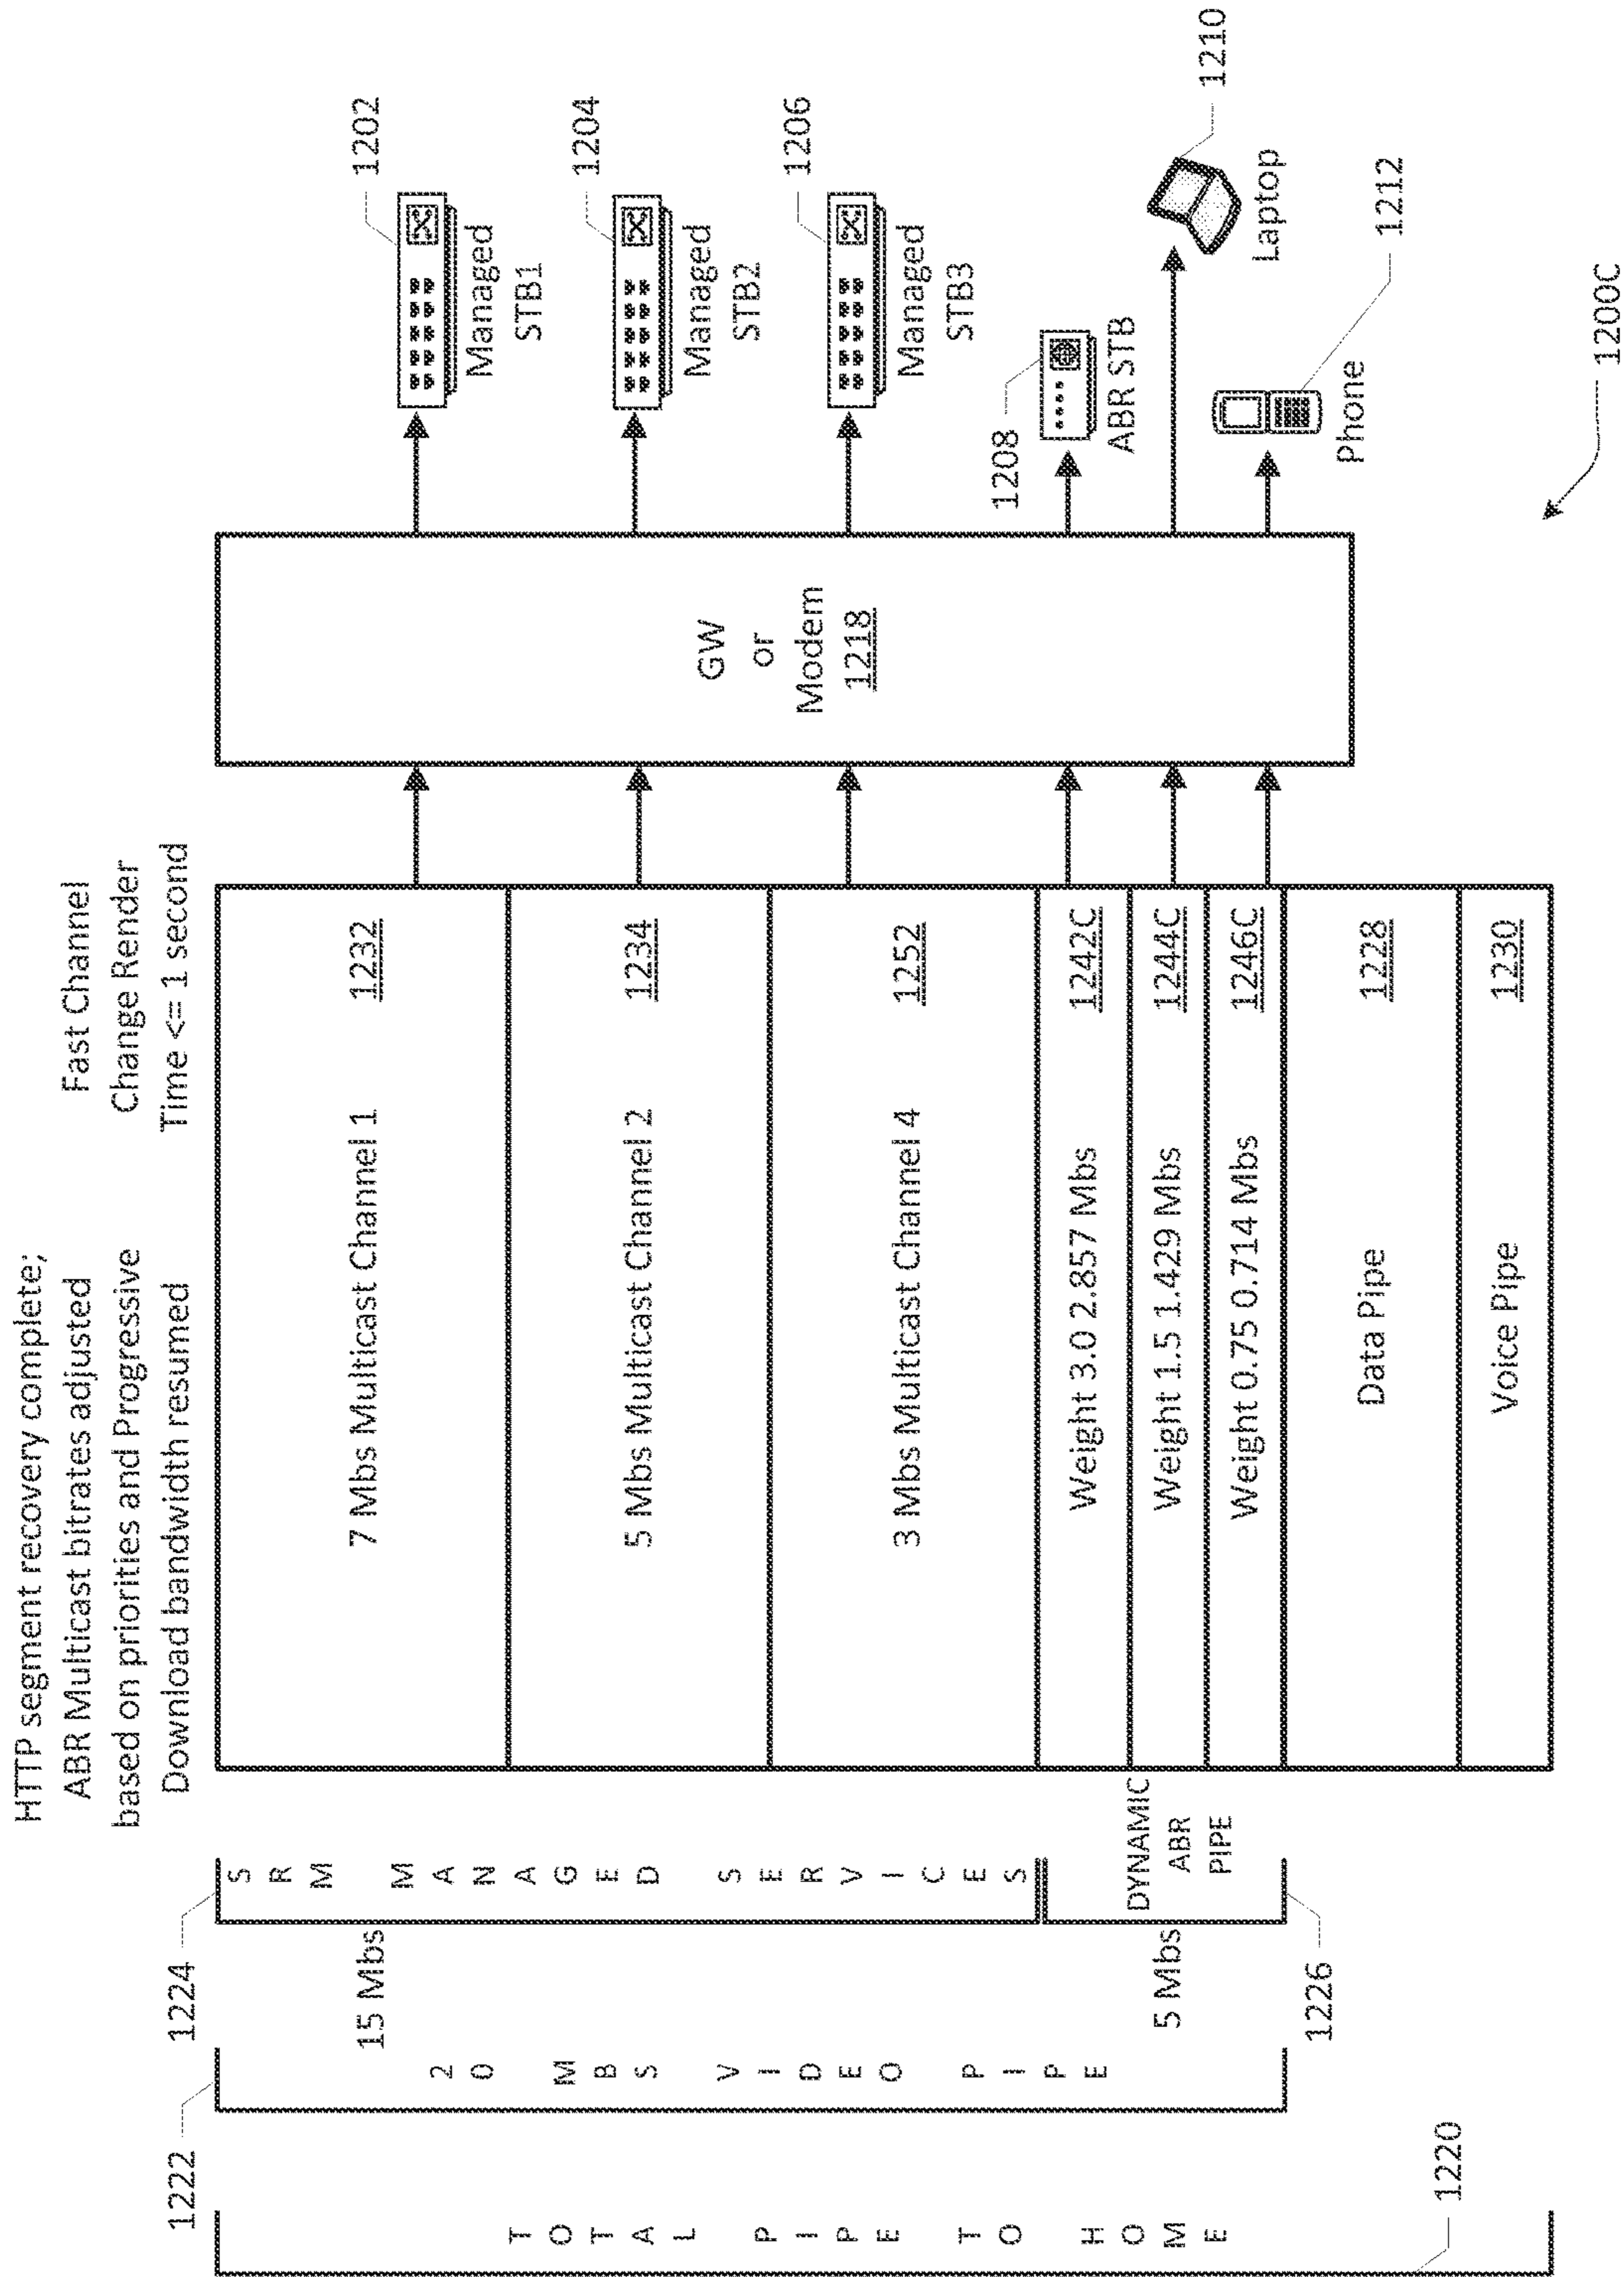 HTTP segment recovery complete;
ABR Multicast bitrates adjusted
based on priorities and Progressive
Download bandwidth resumed
Fast Channel
Change Render
Time <= 1 second
1222
1224
TOTAL PIPE TO HOME
1220
20 MBS VIDEO PIPE
15 Mbs
5 Mbs
SRM MANAGED SERVICES
DYNAMIC
ABR
PIPE
1226
7 Mbs Multicast Channel 1 1232
5 Mbs Multicast Channel 2 1234
3 Mbs Multicast Channel 4 1252
Weight 3.0 2.857 Mbs 1242C
Weight 1.5 1.429 Mbs 1244C
Weight 0.75 0.714 Mbs 1246C
Data Pipe 1228
Voice Pipe 1230
GW
or
Modem
1218
1202
Managed
STB1
1204
Managed
STB2
1206
Managed
STB3
1208
ABR STB
1210
Laptop
1212
Phone
1200C